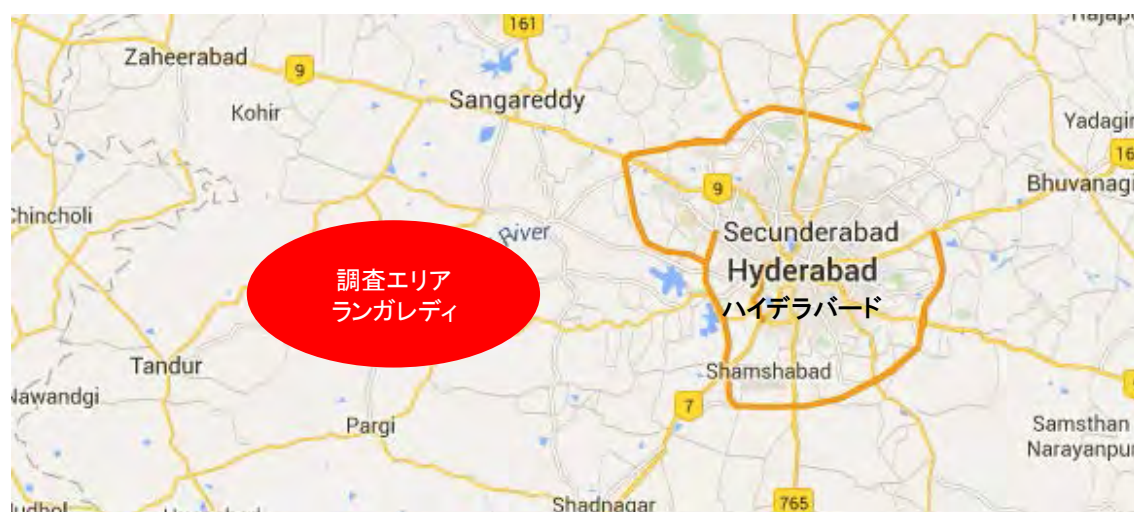 161
Zaheerabad
9
Kohir
Sangareddy
Yadagir
16
Bhuvanagi
9
Chincholi
River
Secunderabad
Hyderabad
ハイデラバード
調査エリア
ランガレディ
Tandur
Shamshabad
Nawandgi
7
Pargi
Samsthan
Narayanpur
Shadnagar
765